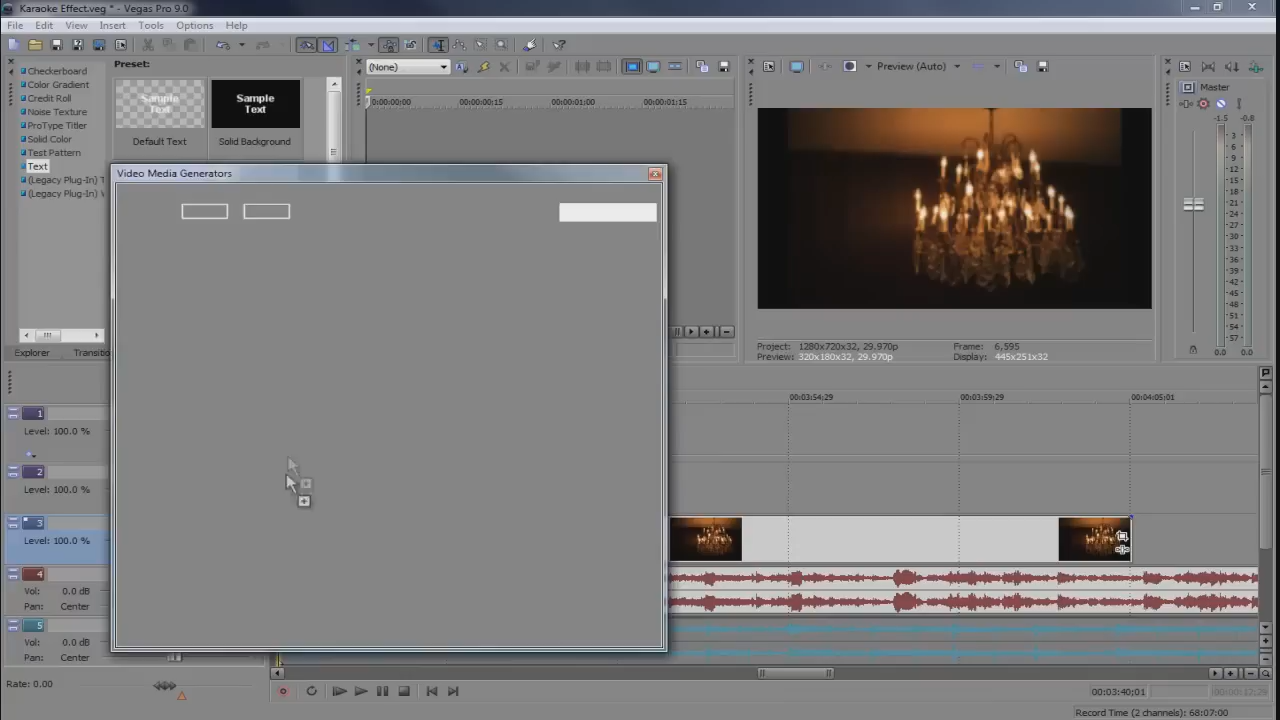 Karaoke Effect.veg * - Vegas Pro 9.0
File Edit View Insert Tools Options Help
Checkerboard
Color Gradient
Credit Roll
Noise Texture
ProType Titler
Solid Color
Test Pattern
Text
(Legacy Plug-In) T
(Legacy Plug-In)
Preset:
Sample
Text
Sample
Text
Default Text
Solid Background
(None)
0:00:00:00 00:00:00:15 00:00:01:00 00:00:01:15
Preview (Auto)
Project: 1280x720x32, 29.970p
Frame: 6,595
Preview: 320x180x32, 29.970p
Display: 445x251x32
Master
-1.5 -0.8
3
6
9
12
15
18
21
24
27
30
33
36
39
42
45
48
51
54
57
0.0 0.0
Video Media Generators
Explorer
Transitio
00:03:54;29 00:03:59;29 00:04:05;01
1
Level: 100.0 %
2
Level: 100.0 %
3
Level: 100.0 %
4
Vol: 0.0 dB
Pan: Center
5
Vol: 0.0 dB
Pan: Center
Rate: 0.00
00:03:40;01
00:00:12;29
Record Time (2 channels): 68:07:00